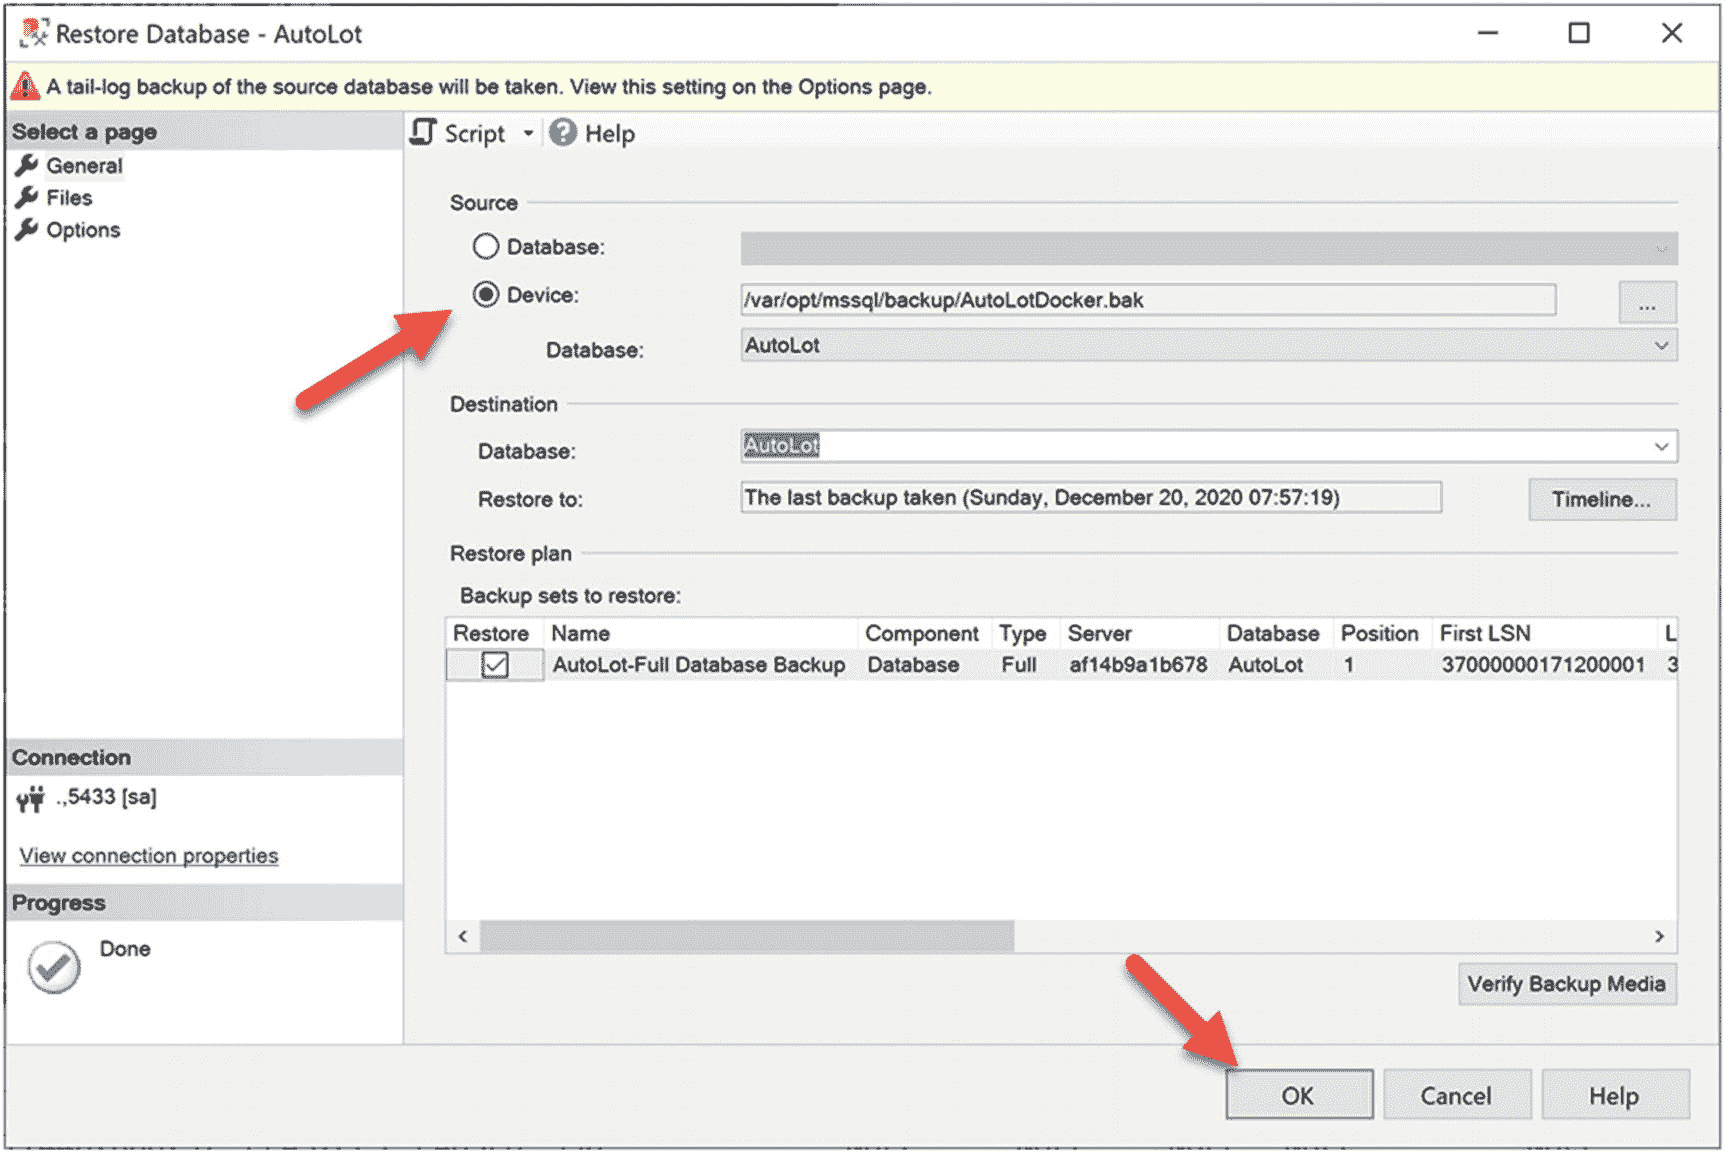 Restore Database - AutoLot
A tail-log backup of the source database will be taken. View this setting on the Options page.
Select a page
General
Files
Options
Script
Help
Source
Database:
Device:
/var/opt/mssql/backup/AutoLotDocker.bak
...
Database:
AutoLot
Destination
Database:
AutoLot
Restore to:
The last backup taken (Sunday, December 20, 2020 07:57:19)
Timeline...
Restore plan
Backup sets to restore:
Restore Name Component Type Server Database Position First LSN L
AutoLot-Full Database Backup Database Full af14b9a1b678 AutoLot 1 37000000171200001 3
Connection
.,5433 [sa]
View connection properties
Progress
Done
Verify Backup Media
OK
Cancel
Help